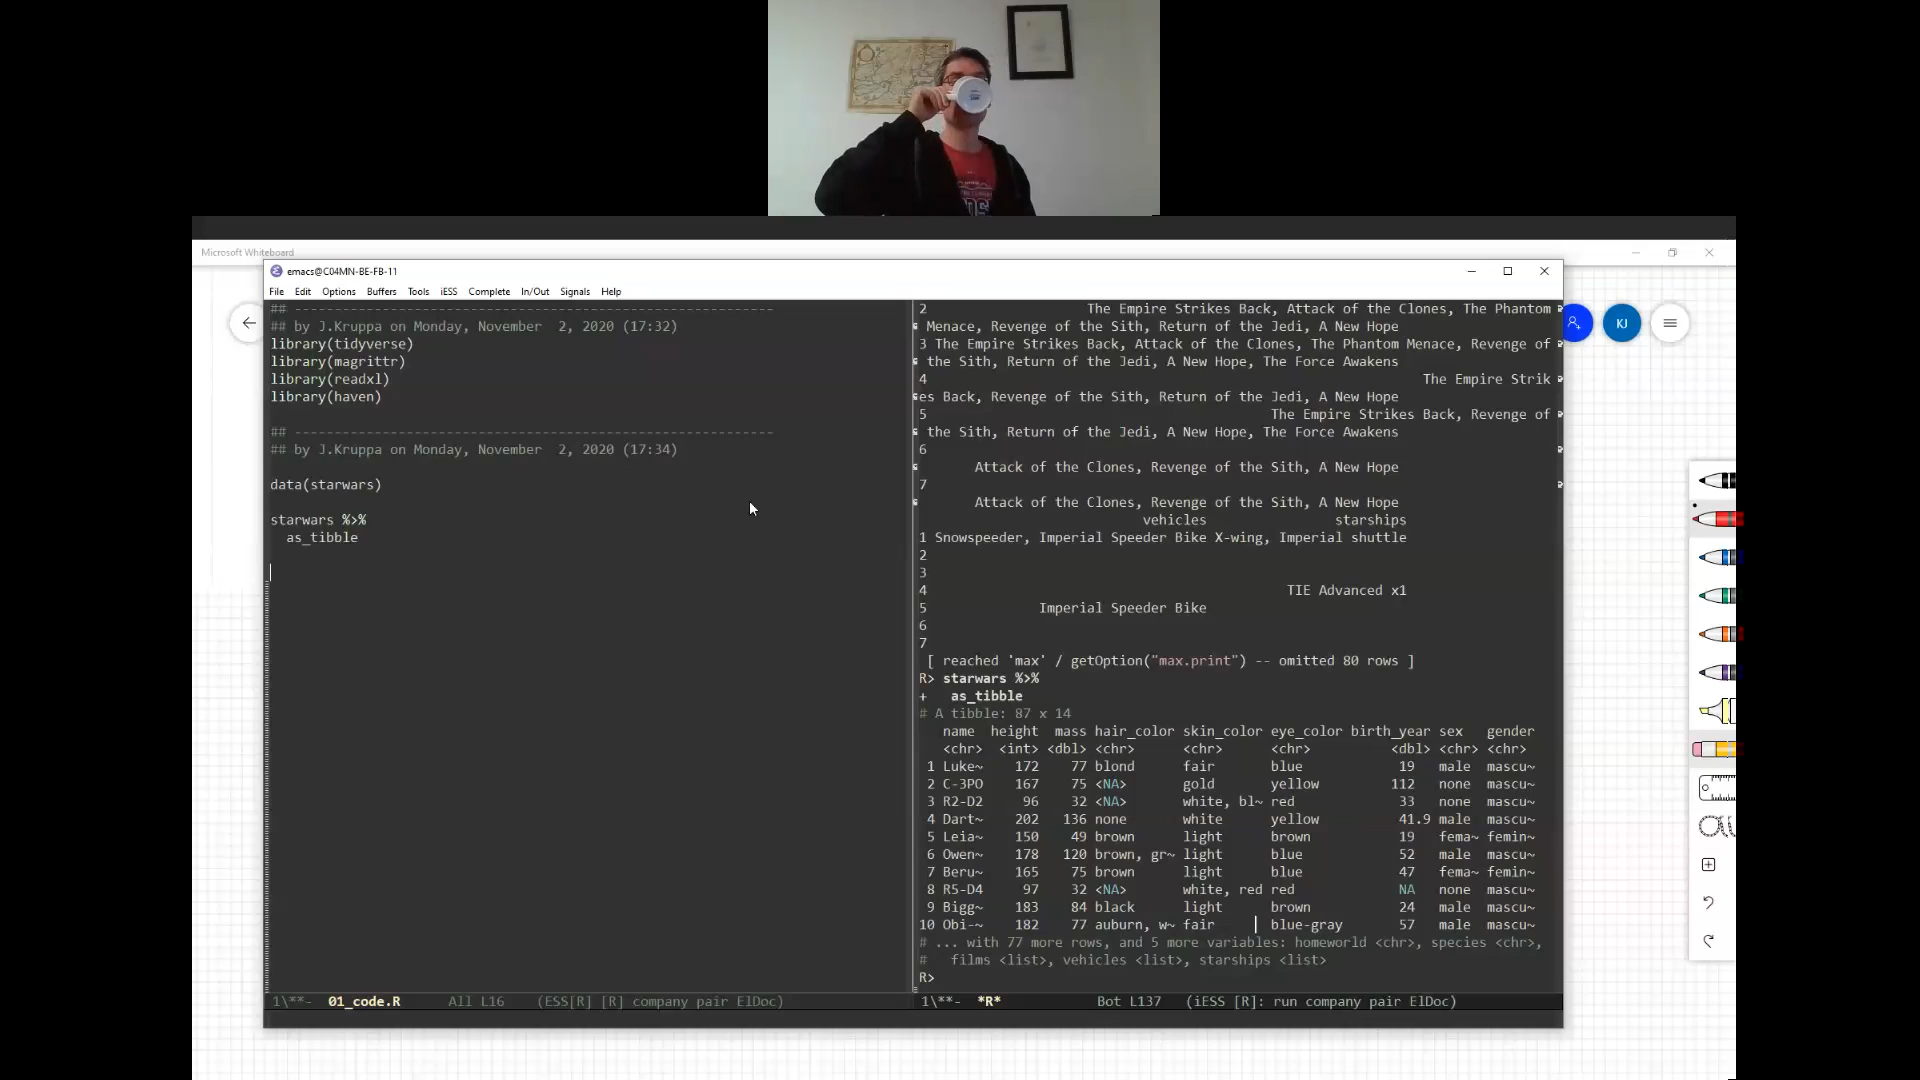 Microsoft Whiteboard
emacs@C04MN-BE-FB-11
File Edit Options Buffers Tools iESS Complete In/Out Signals Help
## ------------------------------------------------------------
## by J.Kruppa on Monday, November  2, 2020 (17:32)
library(tidyverse)
library(magrittr)
library(readxl)
library(haven)
## ------------------------------------------------------------
## by J.Kruppa on Monday, November  2, 2020 (17:34)
data(starwars)
starwars %>%
  as_tibble
1\**-  01_code.R      All L16    (ESS[R] [R] company pair ElDoc)
2                    The Empire Strikes Back, Attack of the Clones, The Phantom
Menace, Revenge of the Sith, Return of the Jedi, A New Hope
3 The Empire Strikes Back, Attack of the Clones, The Phantom Menace, Revenge of
the Sith, Return of the Jedi, A New Hope, The Force Awakens
4                                                              The Empire Strik
es Back, Revenge of the Sith, Return of the Jedi, A New Hope
5                                           The Empire Strikes Back, Revenge of
the Sith, Return of the Jedi, A New Hope, The Force Awakens
6
      Attack of the Clones, Revenge of the Sith, A New Hope
7
      Attack of the Clones, Revenge of the Sith, A New Hope
                            vehicles                starships
1 Snowspeeder, Imperial Speeder Bike X-wing, Imperial shuttle
2
3
4                                             TIE Advanced x1
5              Imperial Speeder Bike
6
7
 [ reached 'max' / getOption("max.print") -- omitted 80 rows ]
R> starwars %>%
+   as_tibble
# A tibble: 87 x 14
   name  height  mass hair_color skin_color eye_color birth_year sex   gender
   <chr>  <int> <dbl> <chr>      <chr>      <chr>          <dbl> <chr> <chr>
 1 Luke~    172    77 blond      fair       blue            19   male  mascu~
 2 C-3PO    167    75 <NA>       gold       yellow         112   none  mascu~
 3 R2-D2     96    32 <NA>       white, bl~ red             33   none  mascu~
 4 Dart~    202   136 none       white      yellow          41.9 male  mascu~
 5 Leia~    150    49 brown      light      brown           19   fema~ femin~
 6 Owen~    178   120 brown, gr~ light      blue            52   male  mascu~
 7 Beru~    165    75 brown      light      blue            47   fema~ femin~
 8 R5-D4     97    32 <NA>       white, red red             NA   none  mascu~
 9 Bigg~    183    84 black      light      brown           24   male  mascu~
10 Obi-~    182    77 auburn, w~ fair       blue-gray       57   male  mascu~
# ... with 77 more rows, and 5 more variables: homeworld <chr>, species <chr>,
#   films <list>, vehicles <list>, starships <list>
R>
1\**-  *R*            Bot L137   (iESS [R]: run company pair ElDoc)
KJ